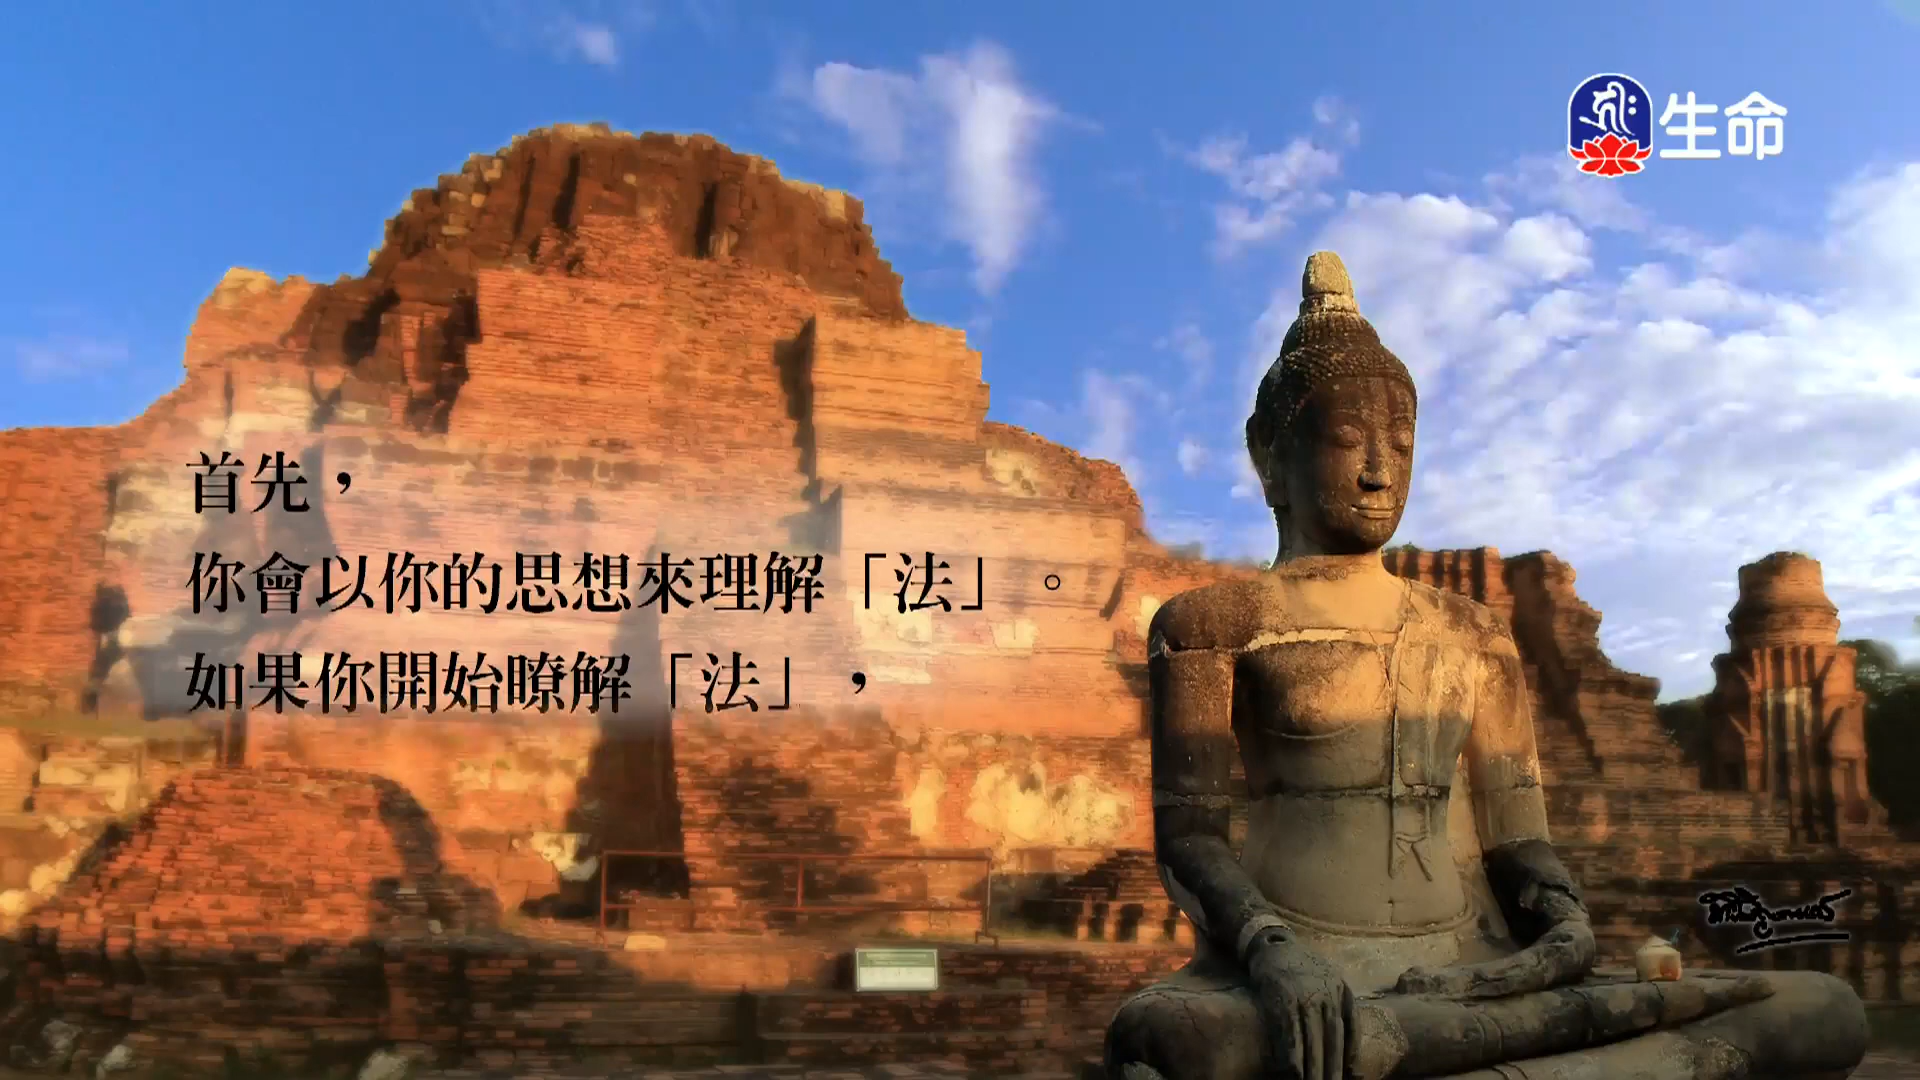 生命
首先，
你會以你的思想來理解「法」。
如果你開始瞭解「法」，